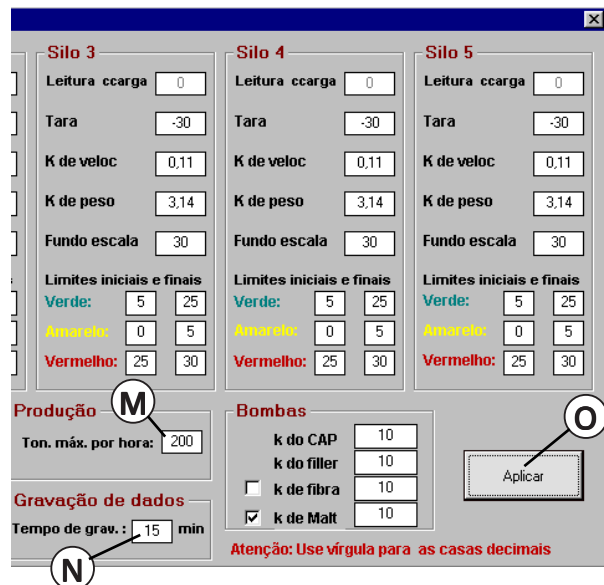 Silo 3 Silo 4 Silo 5
Leitura ccarga 0 Leitura ccarga 0 Leitura ccarga 0
Tara -30 Tara -30 Tara -30
K de veloc 0,11 K de veloc 0,11 K de veloc 0,11
K de peso 3,14 K de peso 3,14 K de peso 3,14
Fundo escala 30 Fundo escala 30 Fundo escala 30
Limites iniciais e finais Limites iniciais e finais Limites iniciais e finais
Verde: 5 25 Verde: 5 25 Verde: 5 25
Amarelo: 0 5 Amarelo: 0 5 Amarelo: 0 5
Vermelho: 25 30 Vermelho: 25 30 Vermelho: 25 30
M
Produção
Ton. máx. por hora: 200
Gravação de dados
Tempo de grav. : 15 min
N
Bombas
k do CAP 10
k do filler 10
k de fibra 10
k de Malt 10
O
Aplicar
Atenção: Use vírgula para as casas decimais